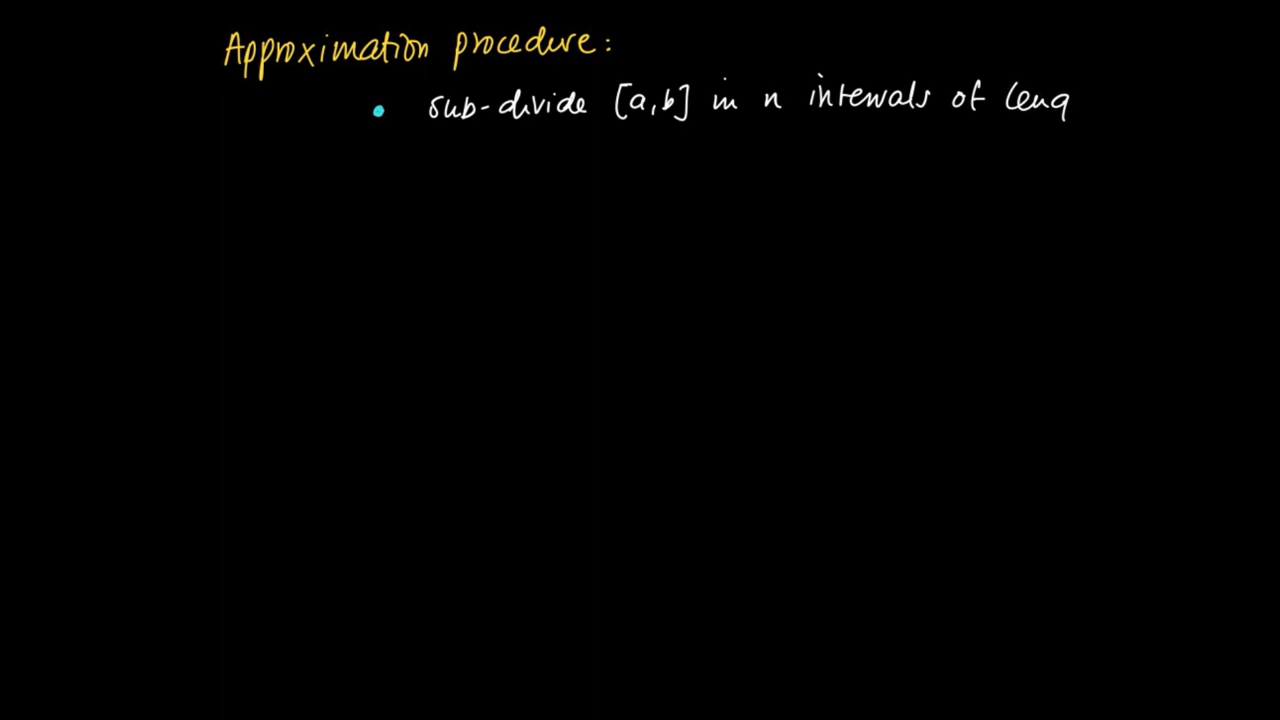 Approximation procedure:
• sub-divide [a,b] in n intervals of leng